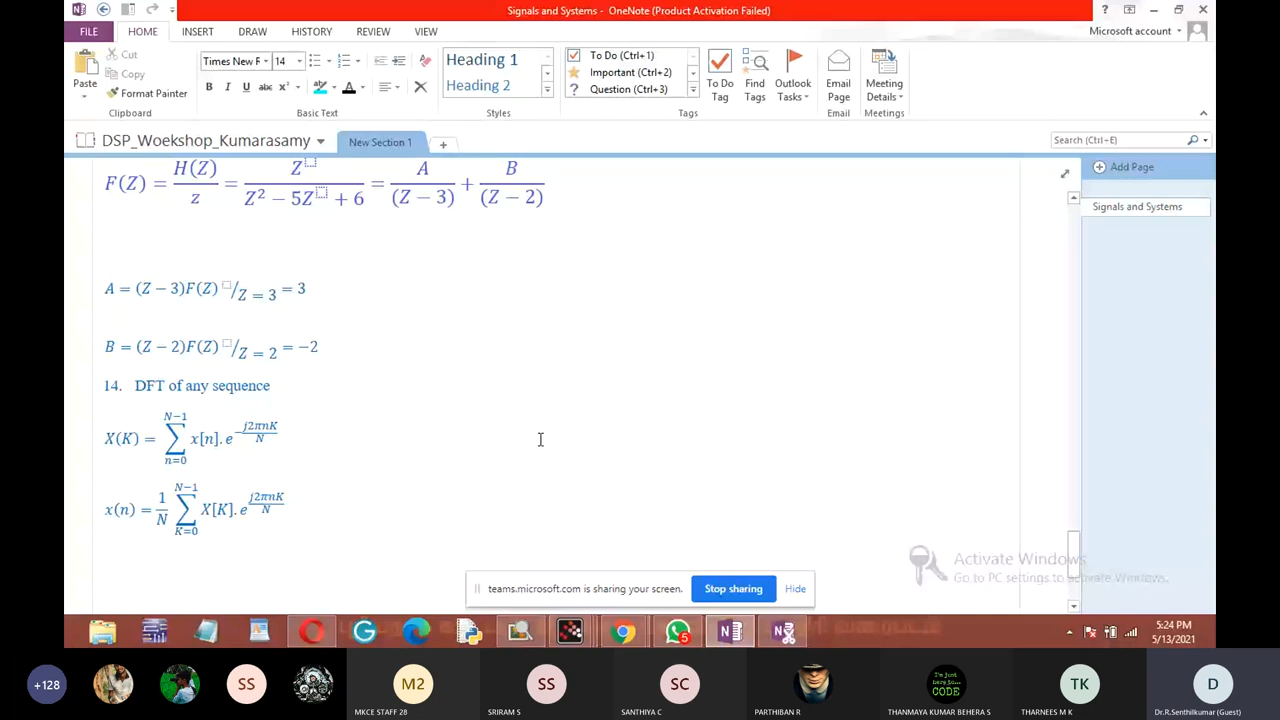 Signals and Systems - OneNote (Product Activation Failed)
FILE HOME INSERT DRAW HISTORY REVIEW VIEW
Microsoft account
Paste
Cut
Copy
Format Painter
Clipboard
Times New R 14
B I U abc x² A
Basic Text
Heading 1
Heading 2
Styles
To Do (Ctrl+1)
Important (Ctrl+2)
Question (Ctrl+3)
To Do Tag
Find Tags
Outlook Tasks
Tags
Email Page
Email
Meeting Details
Meetings
DSP_Woekshop_Kumarasamy
New Section 1
Search (Ctrl+E)
Add Page
Signals and Systems
F(Z) = H(Z)/z = Z/(Z² − 5Z + 6) = A/(Z − 3) + B/(Z − 2)
A = (Z − 3)F(Z) /Z = 3 = 3
B = (Z − 2)F(Z) /Z = 2 = −2
14. DFT of any sequence
X(K) = ∑_{n=0}^{N−1} x[n]. e^{−j2πnK/N}
x(n) = 1/N ∑_{K=0}^{N−1} X[K]. e^{j2πnK/N}
Activate Windows
Go to PC settings to activate Windows.
teams.microsoft.com is sharing your screen. Stop sharing Hide
5
5:24 PM
5/13/2021
+128
SS
M2
SS
SC
I'm just here to... CODE
TK
D
MKCE STAFF 28
SRIRAM S
SANTHIYA C
PARTHIBAN R
THANMAYA KUMAR BEHERA S
THARNEES M K
Dr.R.Senthilkumar (Guest)